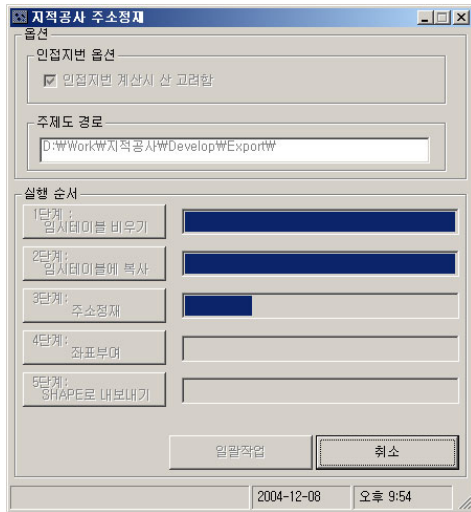 지적공사 주소정재
옵션
인접지번 옵션
인접지번 계산시 산 고려함
주제도 경로
D:₩Work₩지적공사₩Develop₩Export₩
실행 순서
1단계 :
임시테이블 비우기
2단계:
임시테이블에 복사
3단계:
주소정재
4단계:
좌표부여
5단계:
SHAPE로 내보내기
일괄작업
취소
2004-12-08
오후 9:54